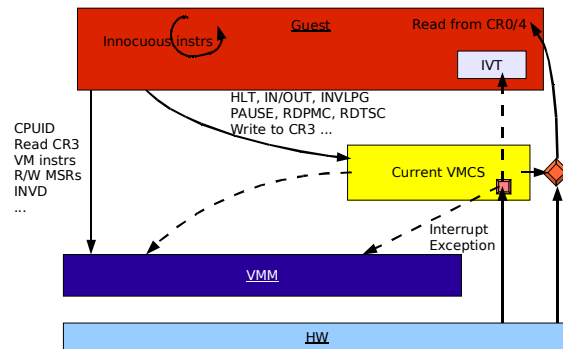 Guest
Read from CR0/4
Innocuous instrs
IVT
HLT, IN/OUT, INVLPG
PAUSE, RDPMC, RDTSC
Write to CR3 ...
CPUID
Read CR3
VM instrs
R/W MSRs
INVD
...
Current VMCS
Interrupt
Exception
VMM
HW